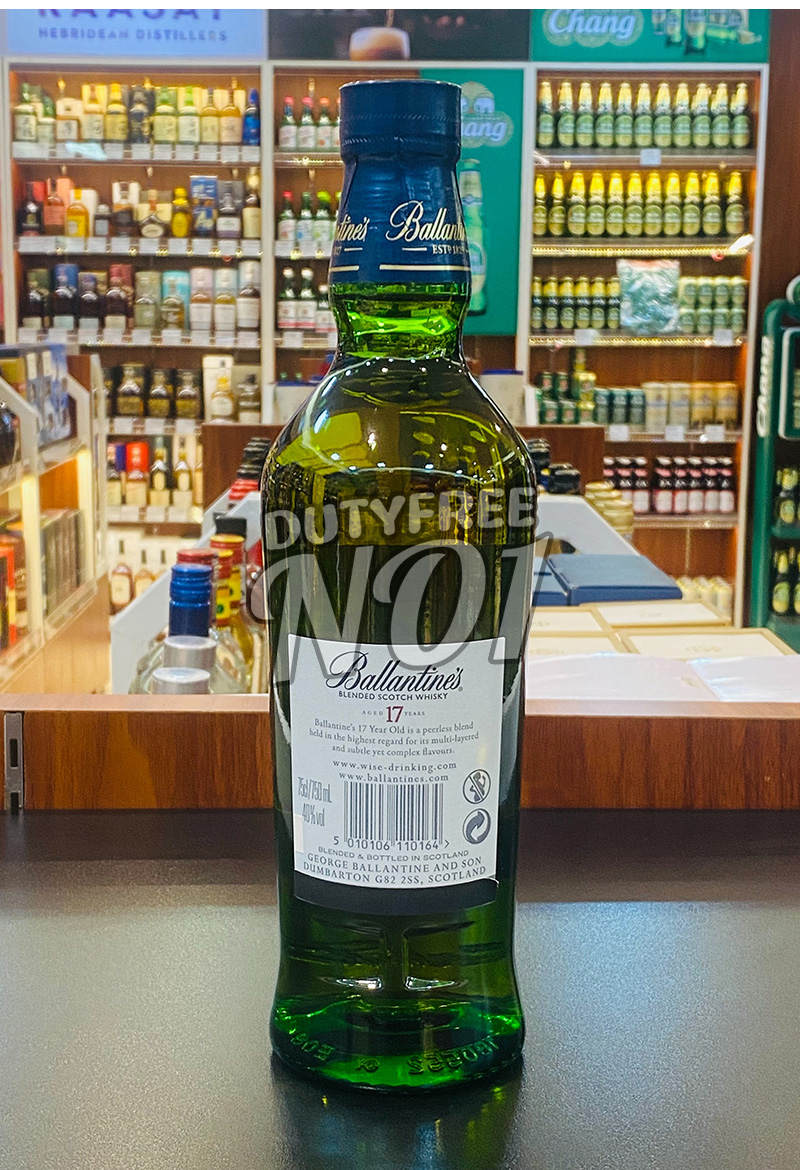 RAASAY
HEBRIDEAN DISTILLERS
Chang
Ballantine's
ESTD 1827
DUTYFREE
NO1
Ballantine's
BLENDED SCOTCH WHISKY
AGED 17 YEARS
Ballantine's 17 Year Old is a peerless blend
held in the highest regard for its multi-layered
and subtle yet complex flavours.
www.wise-drinking.com
www.ballantines.com
75cl/750 mL
40% vol
5 010106 110164 >
BLENDED & BOTTLED IN SCOTLAND
GEORGE BALLANTINE AND SON
DUMBARTON G82 2SS, SCOTLAND